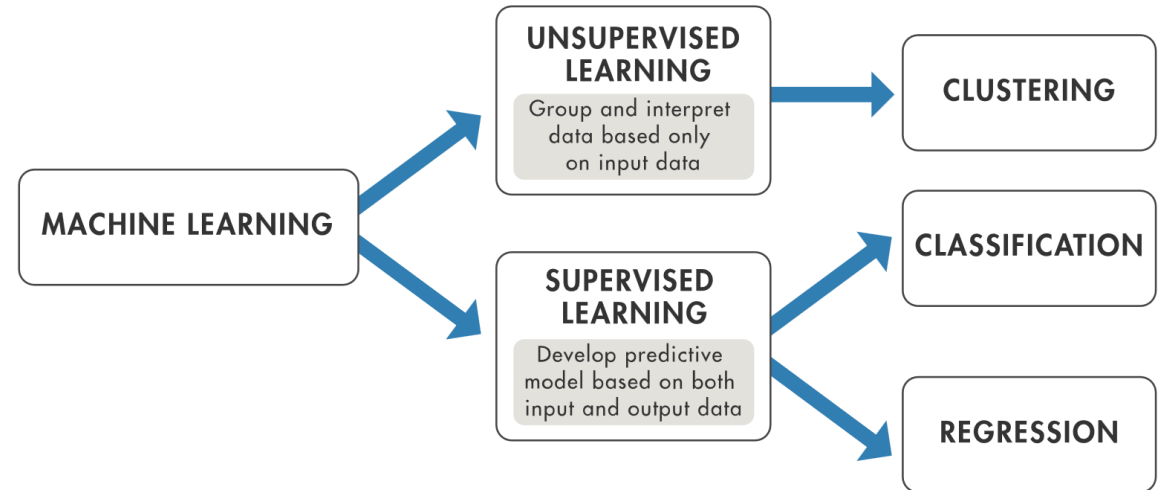 MACHINE LEARNING
UNSUPERVISED
LEARNING
Group and interpret
data based only
on input data
SUPERVISED
LEARNING
Develop predictive
model based on both
input and output data
CLUSTERING
CLASSIFICATION
REGRESSION